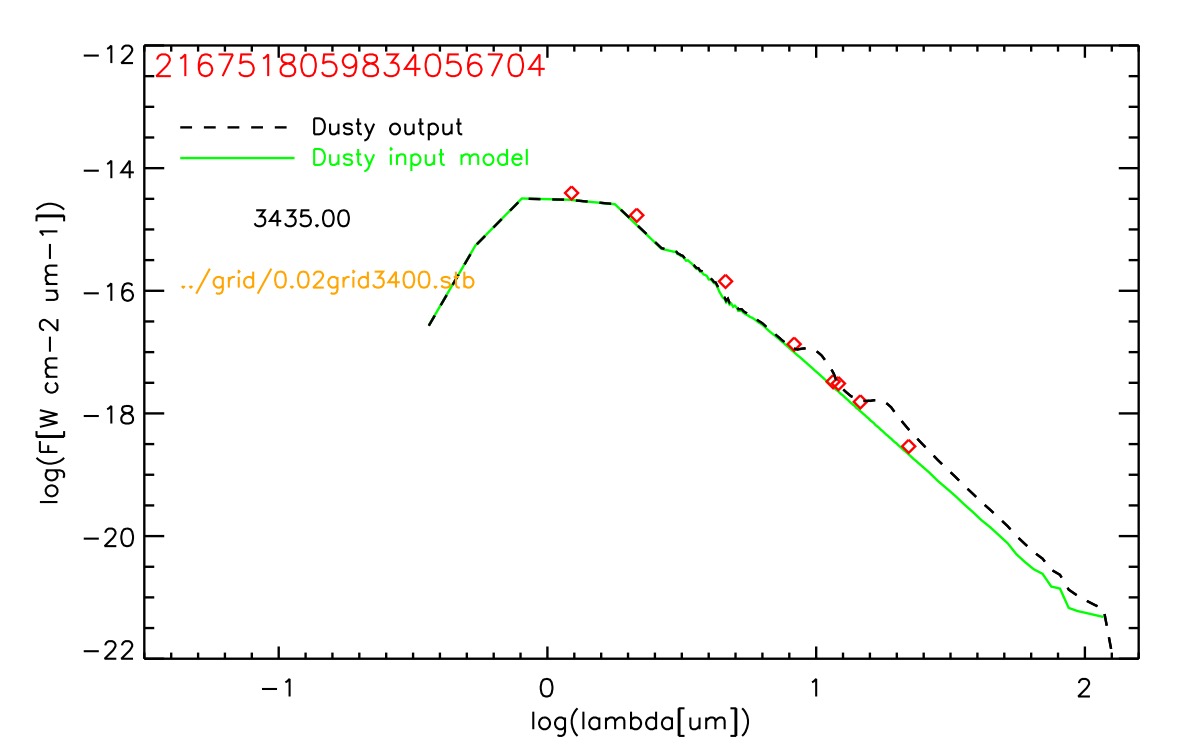 2167518059834056704
Dusty output
Dusty input model
3435.00
../grid/0.02grid3400.stb
log(F[W cm-2 um-1])
-12
-14
-16
-18
-20
-22
-1
0
1
2
log(lambda[um])